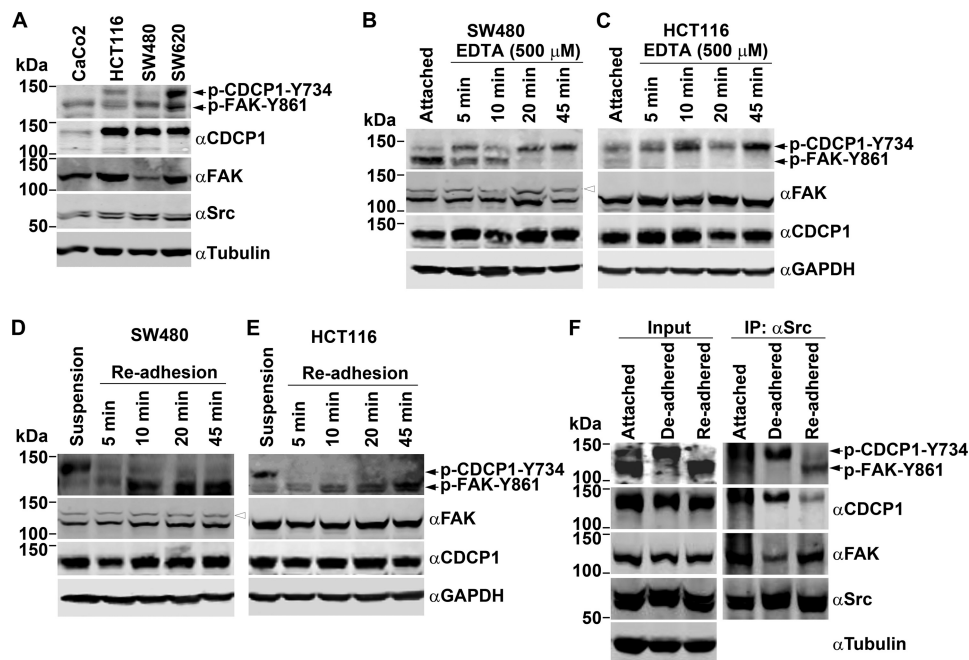 A
kDa
CaCo2
HCT116
SW480
SW620
150
p-CDCP1-Y734
p-FAK-Y861
150
αCDCP1
100
150
αFAK
100
αSrc
50
αTubulin
B
SW480
EDTA (500 μM)
Attached
5 min
10 min
20 min
45 min
kDa
150
150
100
150
C
HCT116
EDTA (500 μM)
Attached
5 min
10 min
20 min
45 min
p-CDCP1-Y734
p-FAK-Y861
αFAK
αCDCP1
αGAPDH
D
SW480
Re-adhesion
Suspension
5 min
10 min
20 min
45 min
kDa
150
150
100
150
E
HCT116
Re-adhesion
Suspension
5 min
10 min
20 min
45 min
p-CDCP1-Y734
p-FAK-Y861
αFAK
αCDCP1
αGAPDH
F
Input
IP: αSrc
Attached
De-adhered
Re-adhered
Attached
De-adhered
Re-adhered
kDa
150
p-CDCP1-Y734
p-FAK-Y861
100
150
αCDCP1
100
150
αFAK
100
αSrc
50
αTubulin